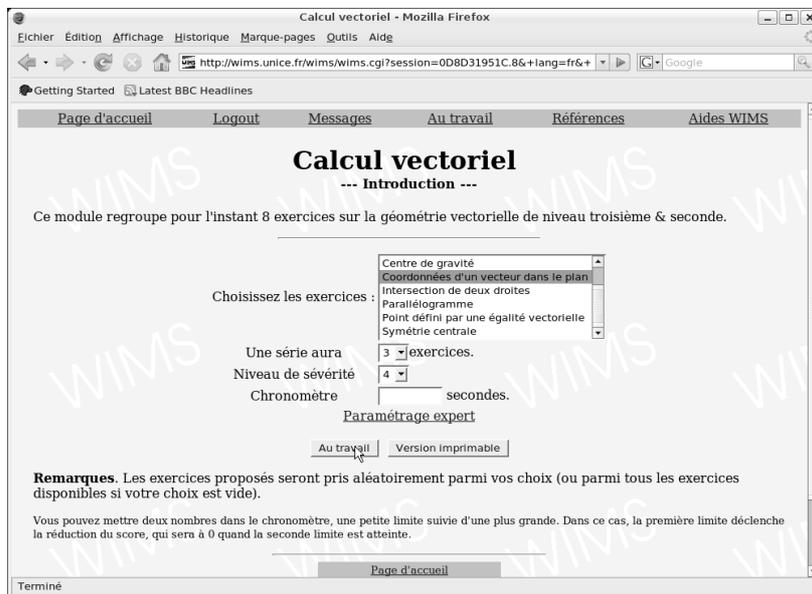 Calcul vectoriel - Mozilla Firefox
Fichier Édition Affichage Historique Marque-pages Outils Aide
http://wims.unice.fr/wims/wims.cgi?session=0D8D31951C.8&+lang=fr&+ Google
Getting Started Latest BBC Headlines
Page d'accueil Logout Messages Au travail Références Aides WIMS
Calcul vectoriel
--- Introduction ---
Ce module regroupe pour l'instant 8 exercices sur la géométrie vectorielle de niveau troisième & seconde.
Choisissez les exercices :
Centre de gravité
Coordonnées d'un vecteur dans le plan
Intersection de deux droites
Parallélogramme
Point défini par une égalité vectorielle
Symétrie centrale
Une série aura 3 exercices.
Niveau de sévérité 4
Chronomètre secondes.
Paramétrage expert
Au travail Version imprimable
Remarques. Les exercices proposés seront pris aléatoirement parmi vos choix (ou parmi tous les exercices
disponibles si votre choix est vide).
Vous pouvez mettre deux nombres dans le chronomètre, une petite limite suivie d'une plus grande. Dans ce cas, la première limite déclenche
la réduction du score, qui sera à 0 quand la seconde limite est atteinte.
Page d'accueil
Terminé